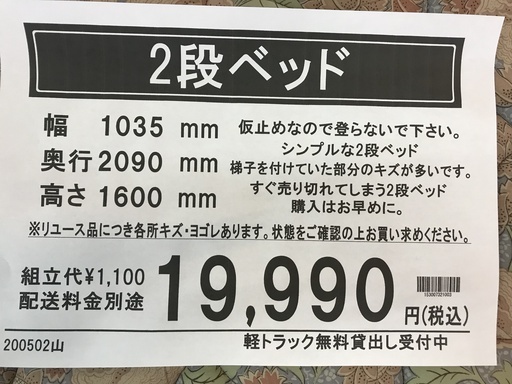 2段ベッド
幅 1035 mm
奥行2090 mm
高さ 1600 mm
仮止めなので登らないで下さい。
シンプルな2段ベッド
梯子を付けていた部分のキズが多いです。
すぐ売り切れてしまう2段ベッド
購入はお早めに。
※リユース品につき各所キズ・ヨゴレあります。状態をご確認の上お買い求めください。
組立代¥1,100
配送料金別途
19,990円(税込)
200502山
軽トラック無料貸出し受付中